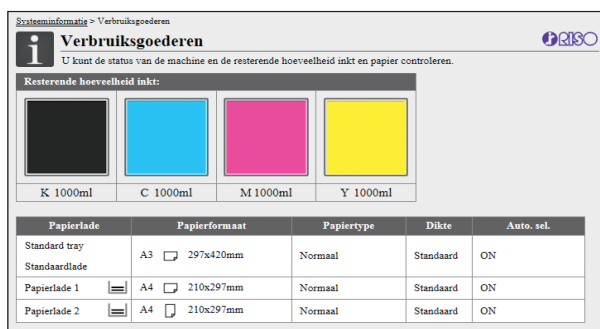 Systeeminformatie > Verbruiksgoederen
Verbruiksgoederen
RISO
U kunt de status van de machine en de resterende hoeveelheid inkt en papier controleren.
Resterende hoeveelheid inkt:
K 1000ml C 1000ml M 1000ml Y 1000ml
Papierlade Papierformaat Papiertype Dikte Auto. sel.
Standard tray
Standaardlade
A3 297x420mm Normaal Standaard ON
Papierlade 1 A4 210x297mm Normaal Standaard ON
Papierlade 2 A4 210x297mm Normaal Standaard ON